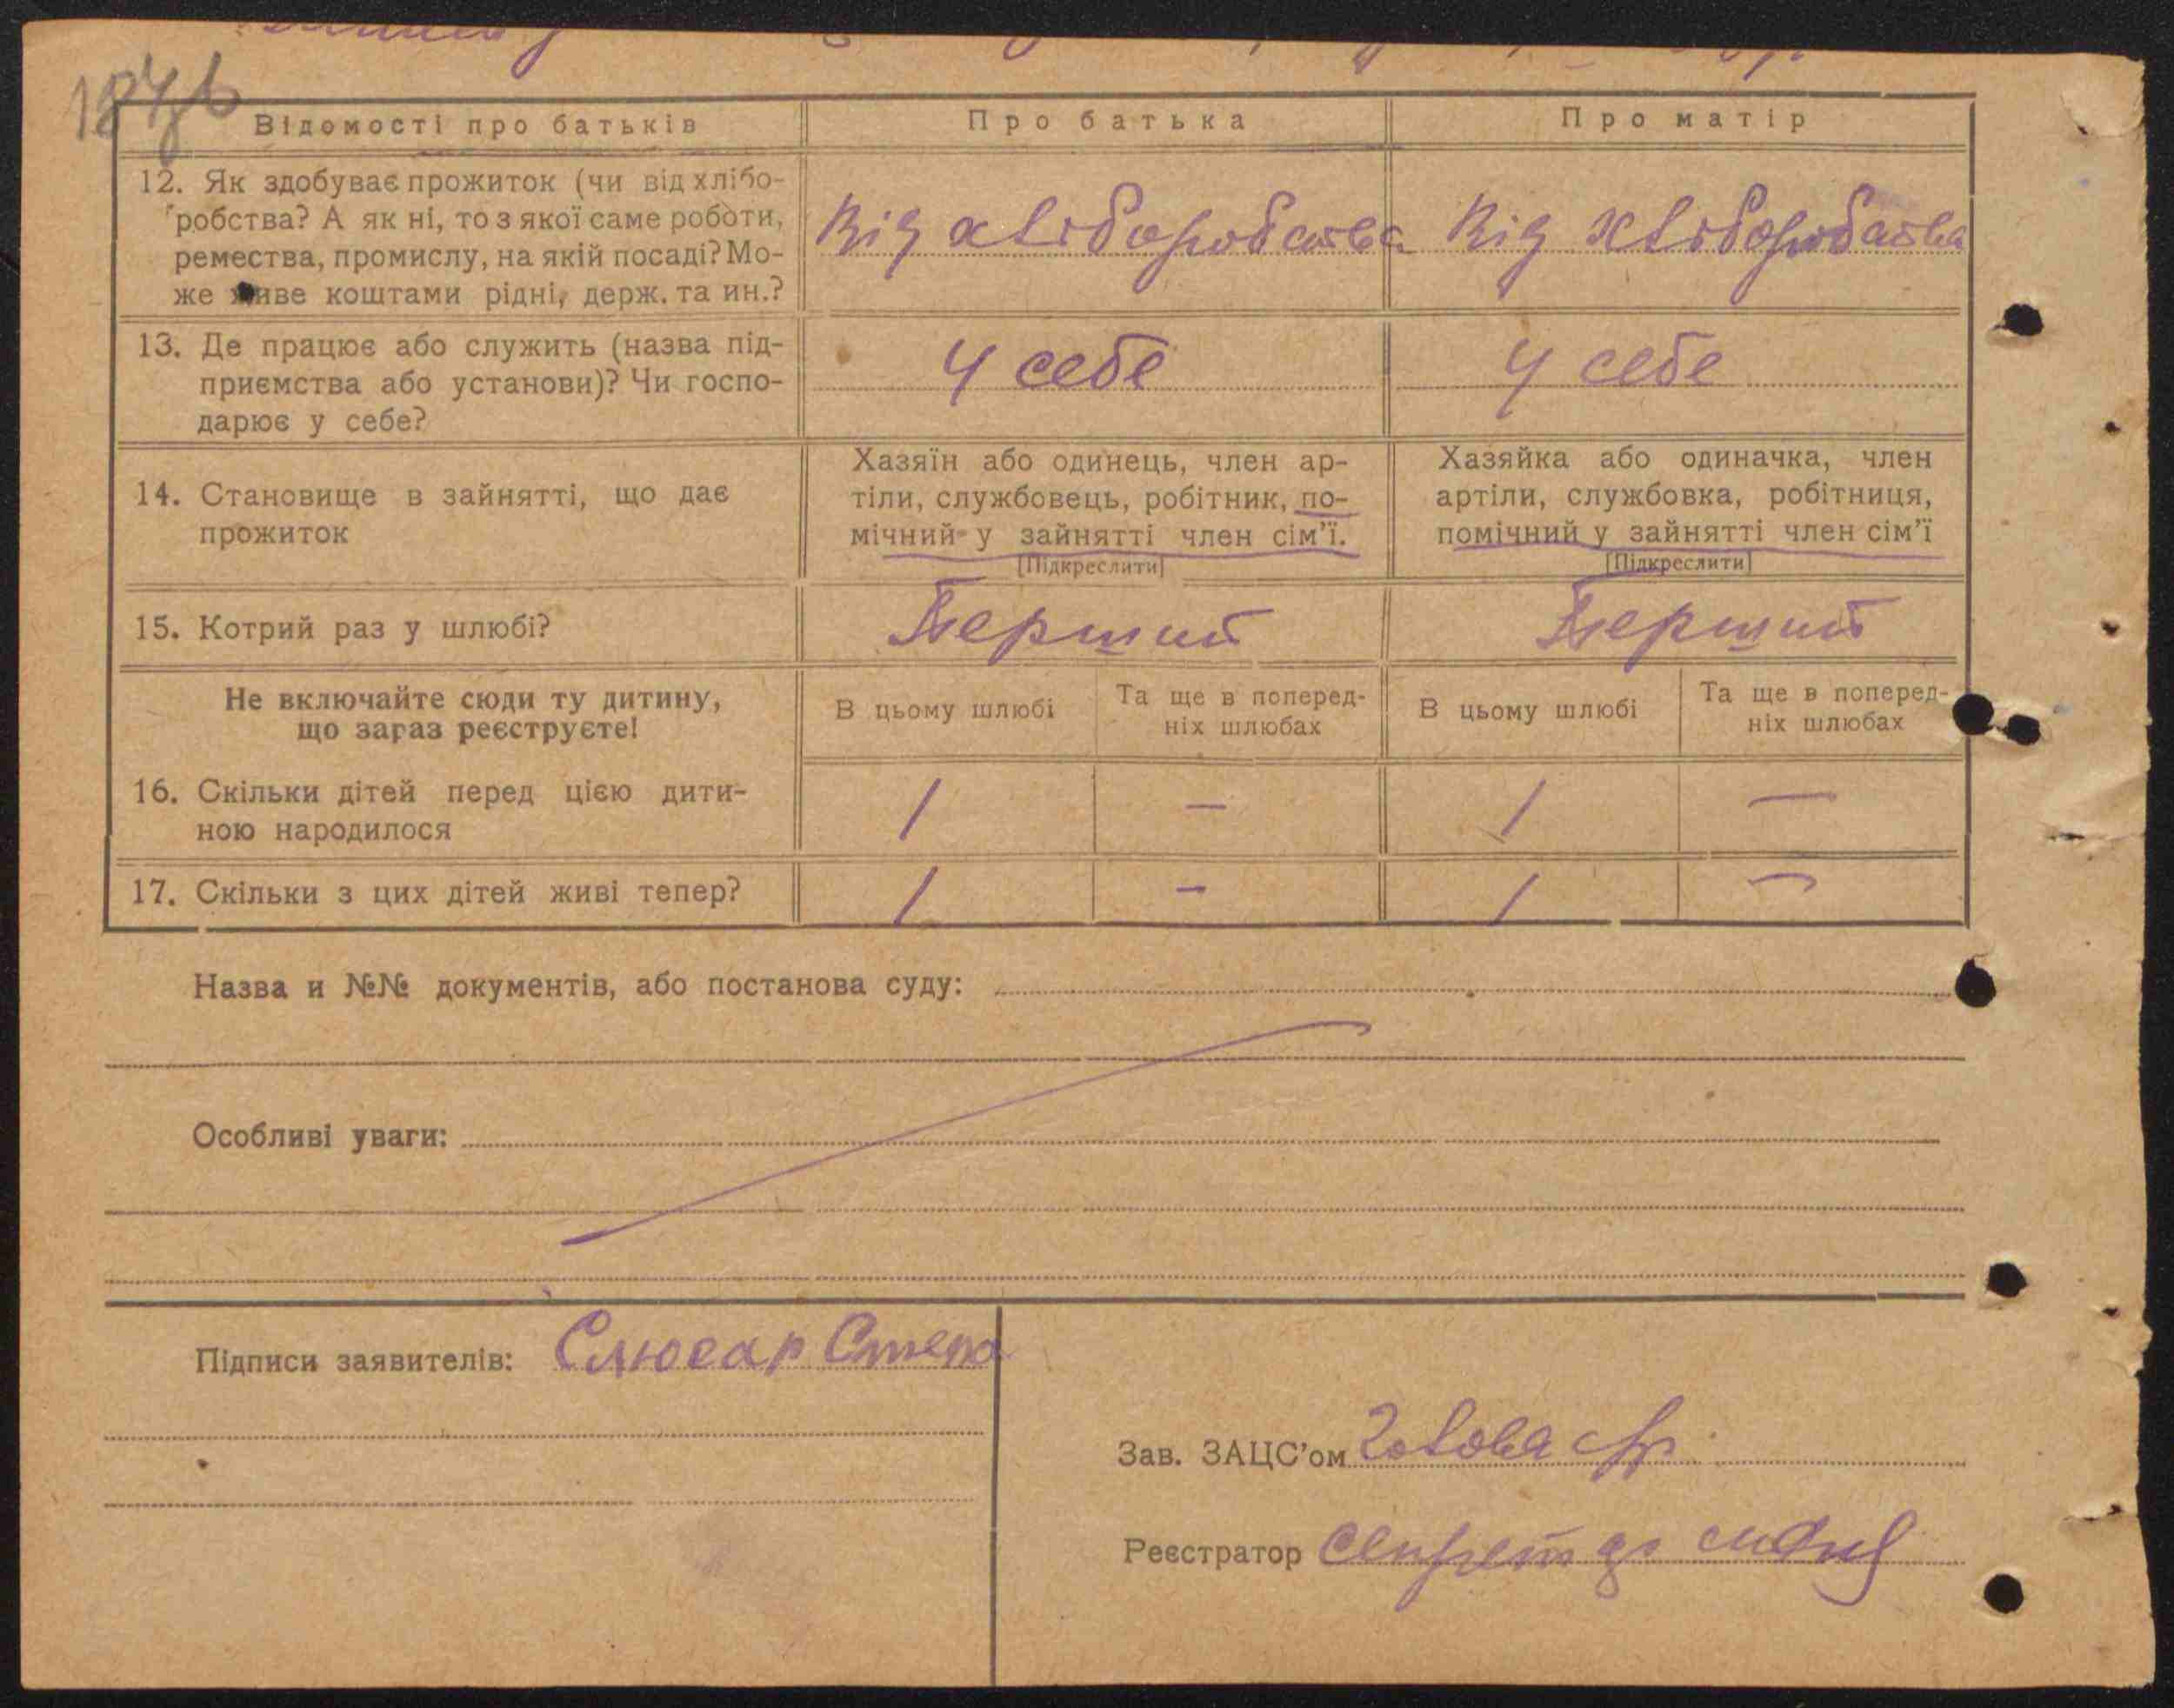 Відомості про батьків
Про батька
Про матір
12. Як здобуває прожиток (чи від хлібо-
робства? А як ні, то з якої саме роботи,
ремества, промислу, на якій посаді? Мо-
же живе коштами рідні, держ. та ин.?
Від хліборобства
Від хліборобства
13. Де працює або служить (назва під-
приємства або установи)? Чи госпо-
дарює у себе?
У себе
У себе
14. Становище в зайнятті, що дає
прожиток
Хазяїн або одинець, член ар-
тіли, службовець, робітник, по-
мічний у зайнятті член сім’ї.
[Підкреслити]
Хазяйка або одиначка, член
артіли, службовка, робітниця,
помічний у зайнятті член сім’ї
[Підкреслити]
15. Котрий раз у шлюбі?
Перший
Перший
Не включайте сюди ту дитину,
що зараз реєструєте!
В цьому шлюбі
Та ще в поперед-
ніх шлюбах
В цьому шлюбі
Та ще в поперед-
ніх шлюбах
16. Скільки дітей перед цією дити-
ною народилося
1
—
1
—
17. Скільки з цих дітей живі тепер?
1
—
1
—
Назва и №№ документів, або постанова суду:
Особливі уваги:
Підписи заявителів: Слюсар Степа
Зав. ЗАЦС’ом Голова с/р
Реєстратор